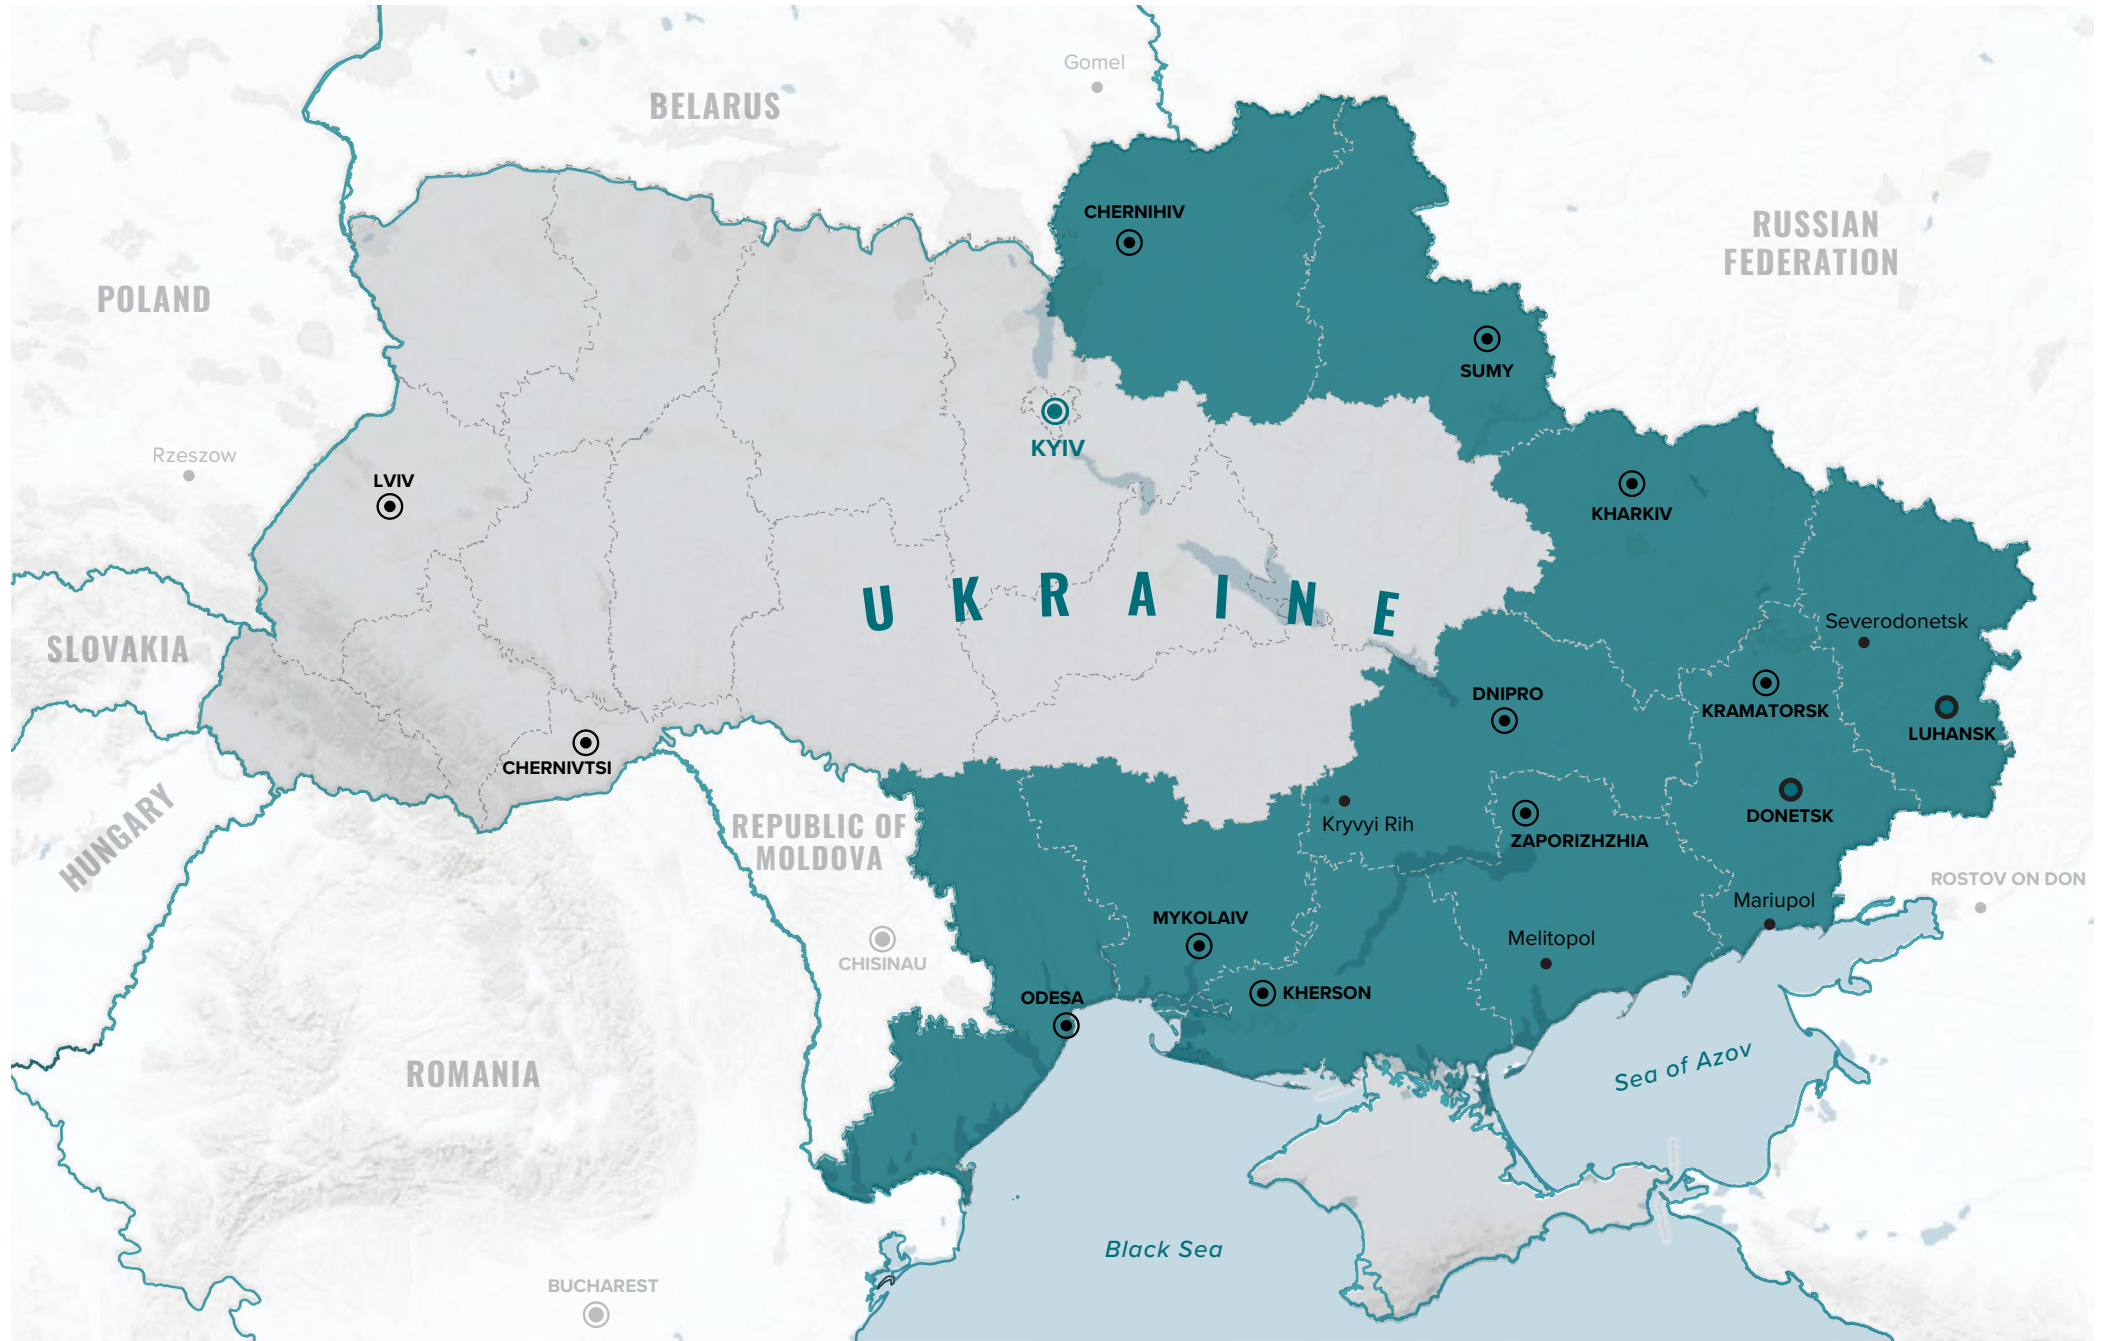 Gomel
BELARUS
CHERNIHIV
RUSSIAN
FEDERATION
POLAND
SUMY
KYIV
Rzeszow
LVIV
KHARKIV
UKRAINE
Severodonetsk
SLOVAKIA
DNIPRO
KRAMATORSK
LUHANSK
CHERNIVTSI
HUNGARY
REPUBLIC OF
MOLDOVA
Kryvyi Rih
DONETSK
ZAPORIZHZHIA
ROSTOV ON DON
Mariupol
MYKOLAIV
Melitopol
CHISINAU
ODESA
KHERSON
ROMANIA
Sea of Azov
Black Sea
BUCHAREST